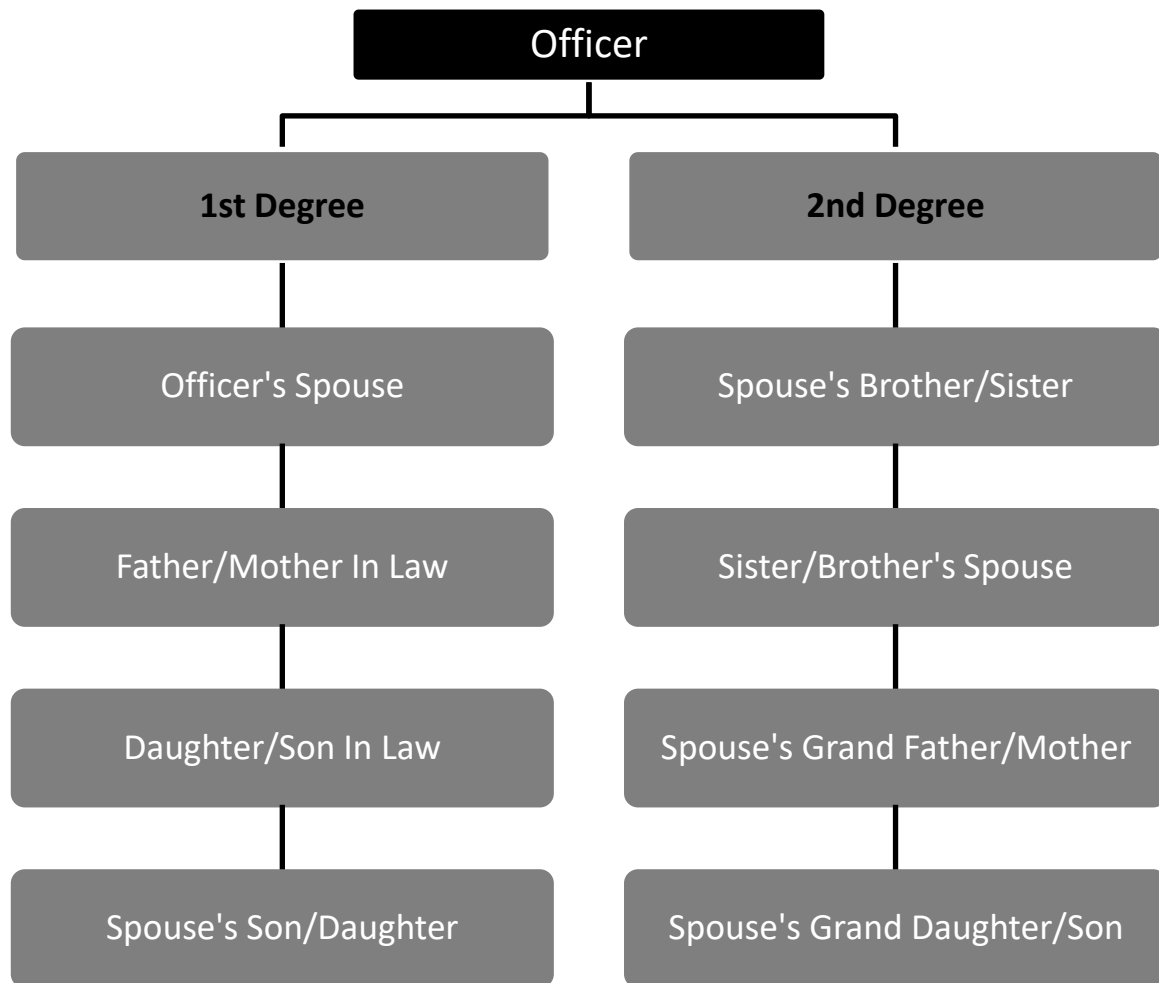 Officer
1st Degree
Officer's Spouse
Father/Mother In Law
Daughter/Son In Law
Spouse's Son/Daughter
2nd Degree
Spouse's Brother/Sister
Sister/Brother's Spouse
Spouse's Grand Father/Mother
Spouse's Grand Daughter/Son